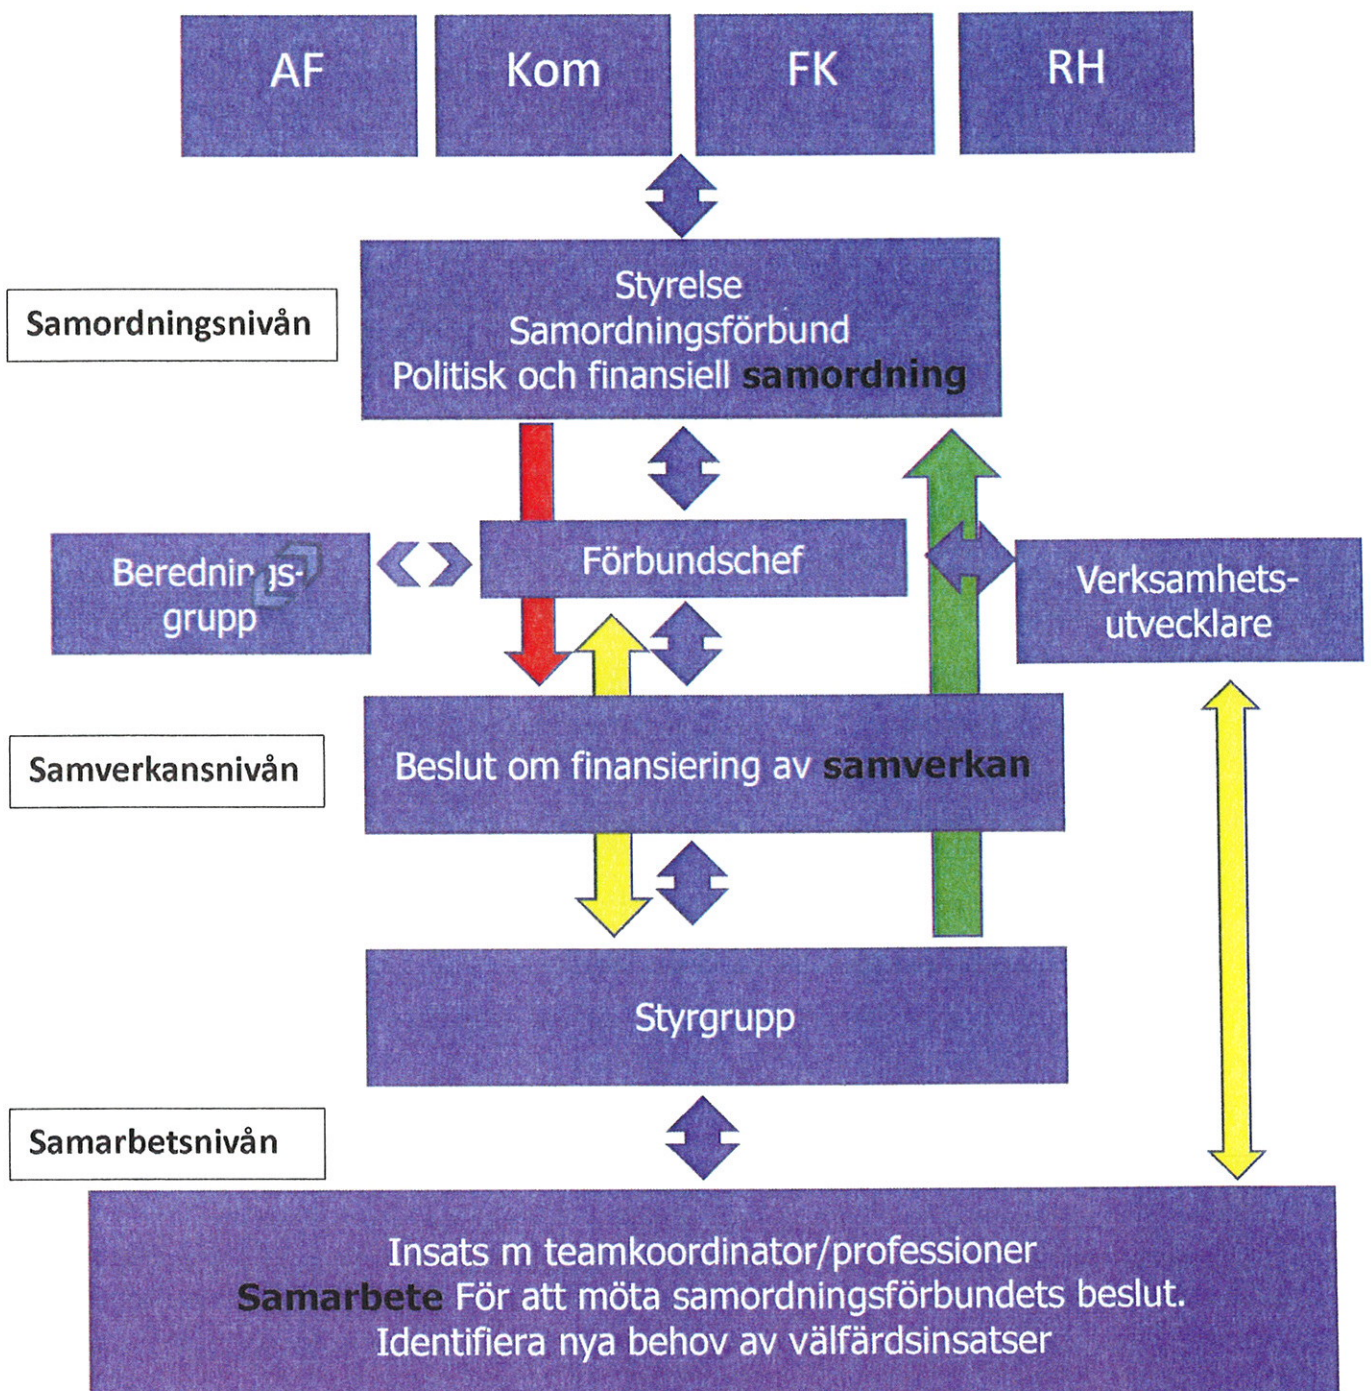 AF
Kom
FK
RH
Samordningsnivån
Styrelse
Samordningsförbund
Politisk och finansiell samordning
Berednings-
grupp
Förbundschef
Verksamhets-
utvecklare
Samverkansnivån
Beslut om finansiering av samverkan
Styrgrupp
Samarbetsnivån
Insats m teamkoordinator/professioner
Samarbete För att möta samordningsförbundets beslut.
Identifiera nya behov av välfärdsinsatser